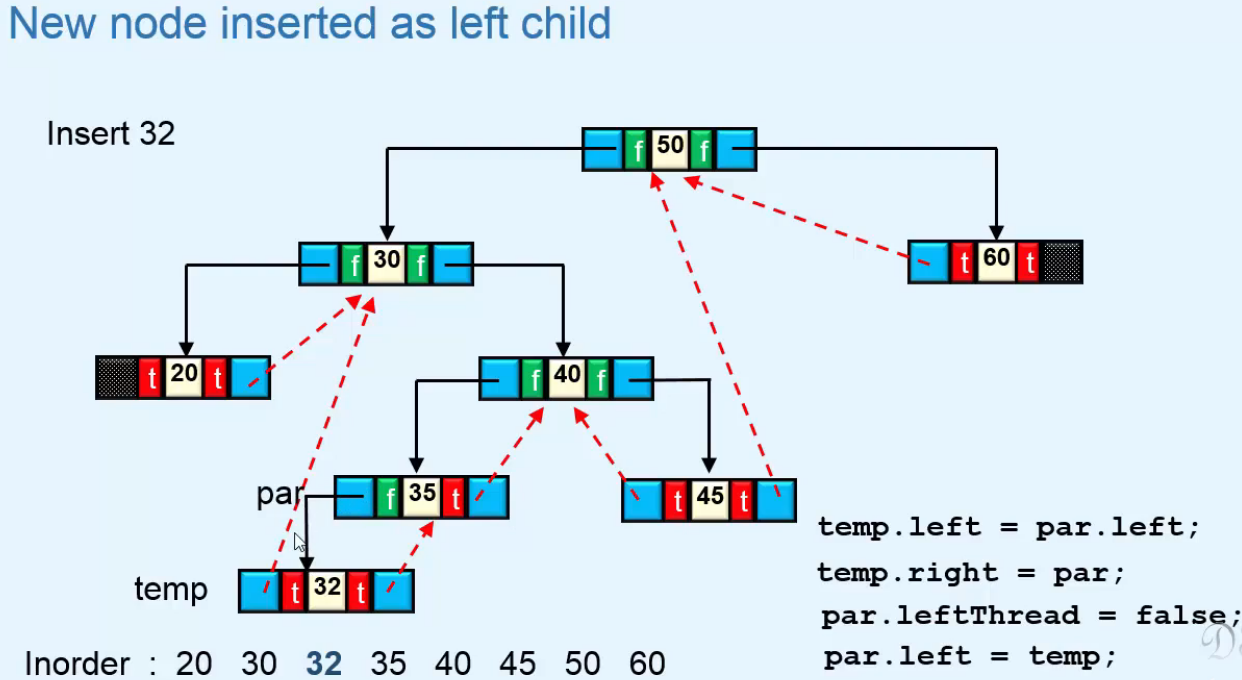 New node inserted as left child
Insert 32
f 50 f
f 30 f
t 60 t
t 20 t
f 40 f
par
f 35 t
t 45 t
temp.left = par.left;
temp
t 32 t
temp.right = par;
par.leftThread = false;
par.left = temp;
Inorder : 20 30 32 35 40 45 50 60